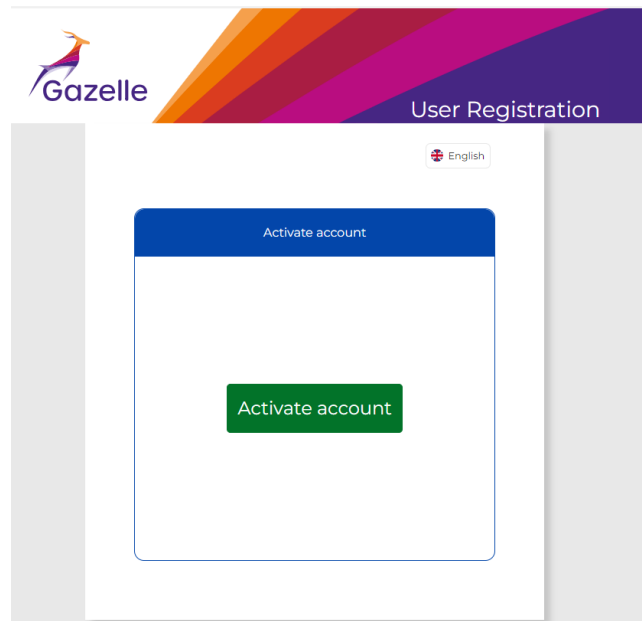 Gazelle
User Registration
English
Activate account
Activate account